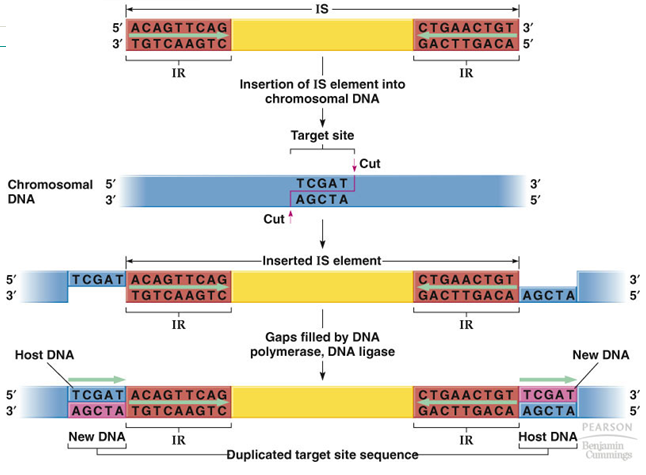 IS
5′ ACAGTTCAG CTGAACTGT 3′
3′ TGTCAAGTC GACTTGACA 5′
IR IR
Insertion of IS element into
chromosomal DNA
Target site
Cut
Chromosomal 5′ TCGAT 3′
DNA 3′ AGCTA 5′
Cut
Inserted IS element
5′ TCGAT ACAGTTCAG CTGAACTGT 3′
3′ TGTCAAGTC GACTTGACA AGCTA 5′
IR IR
Gaps filled by DNA
polymerase, DNA ligase
Host DNA New DNA
5′ TCGAT ACAGTTCAG CTGAACTGT TCGAT 3′
3′ AGCTA TGTCAAGTC GACTTGACA AGCTA 5′
New DNA IR IR Host DNA
Duplicated target site sequence
PEARSON
Benjamin
Cummings